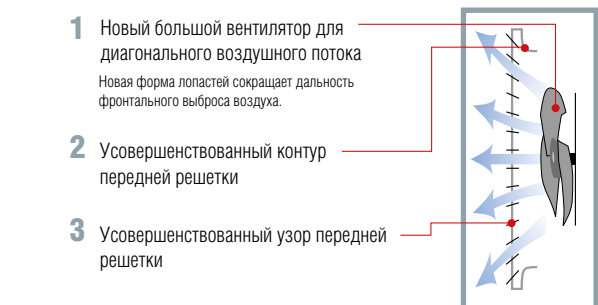 1 Новый большой вентилятор для
диагонального воздушного потока
Новая форма лопастей сокращает дальность
фронтального выброса воздуха.
2 Усовершенствованный контур
передней решетки
3 Усовершенствованный узор передней
решетки